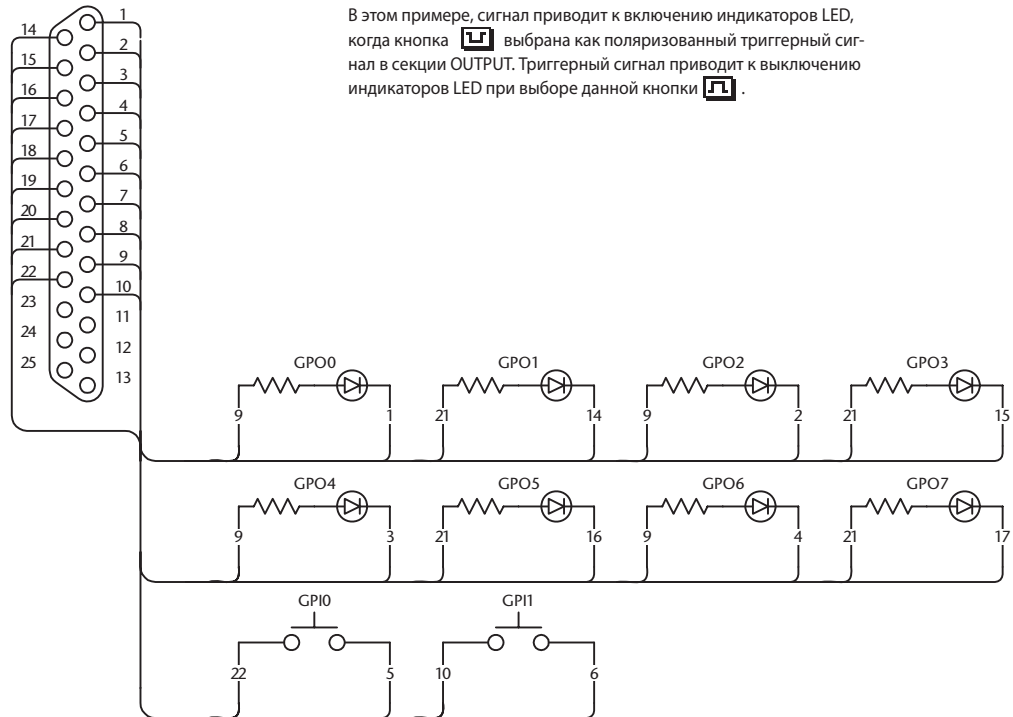 В этом примере, сигнал приводит к включению индикаторов LED,
когда кнопка выбрана как поляризованный триггерный сиг-
нал в секции OUTPUT. Триггерный сигнал приводит к выключению
индикаторов LED при выборе данной кнопки .
1
14
2
15
3
16
4
17
5
18
6
19
7
20
8
21
9
22
10
23
11
24
12
25
13
GPO0 GPO1 GPO2 GPO3
9 1 21 14 9 2 21 15
GPO4 GPO5 GPO6 GPO7
9 3 21 16 9 4 21 17
GPI0 GPI1
22 5 10 6